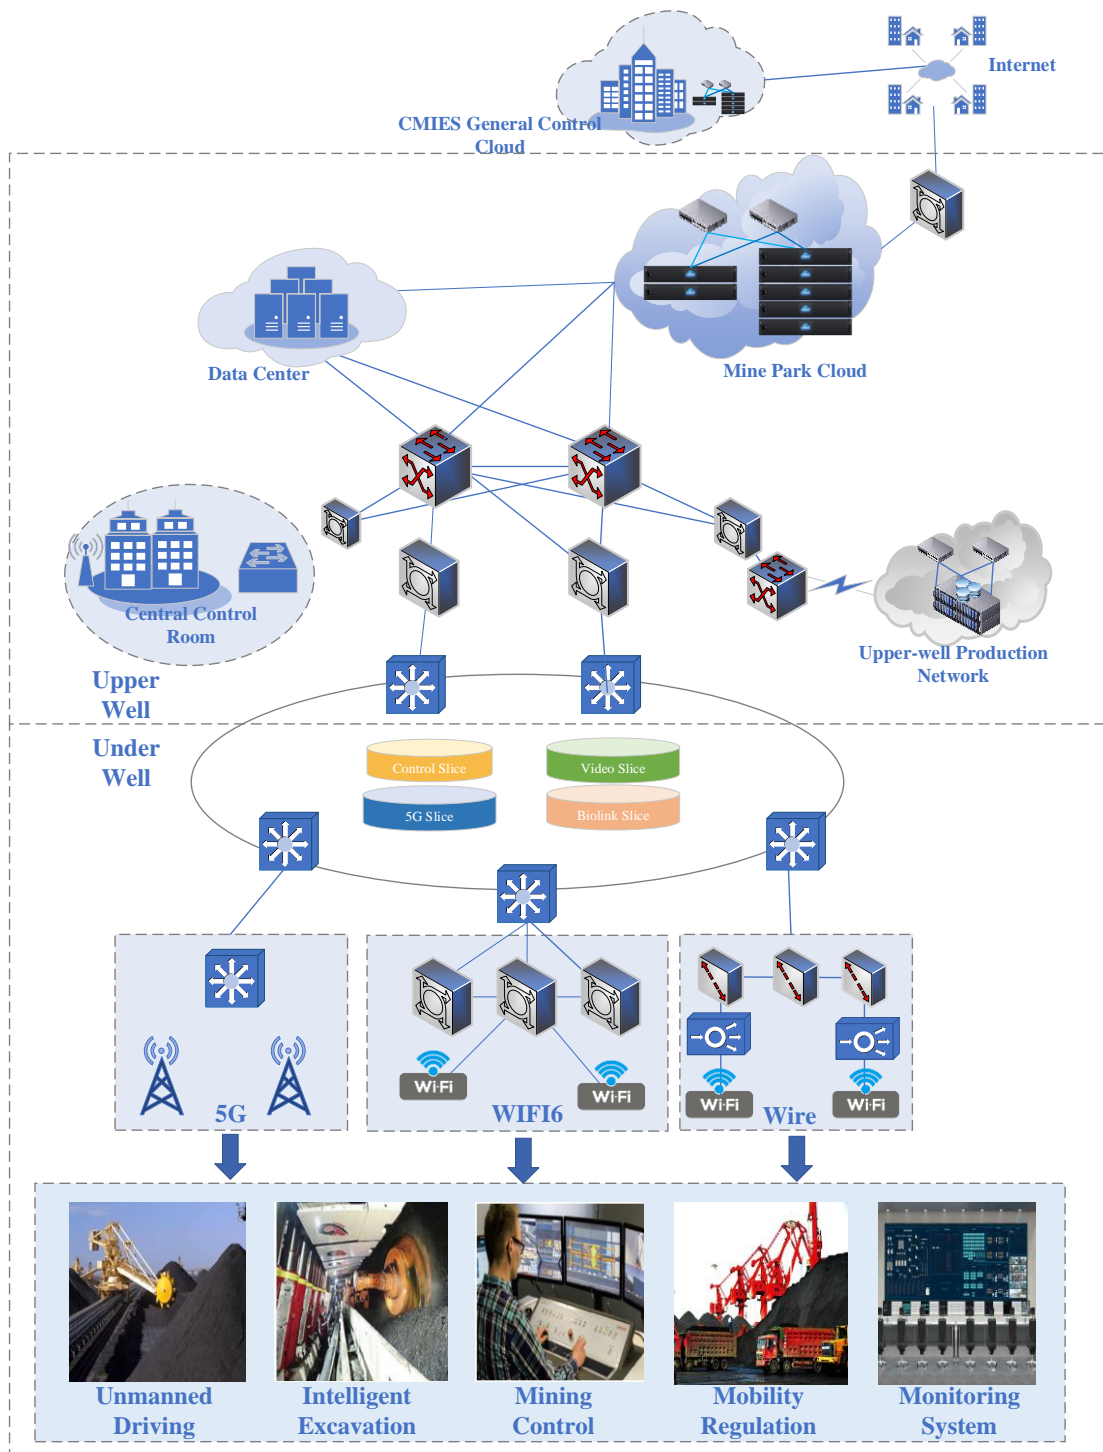 Internet
CMIES General Control
Cloud
Data Center
Mine Park Cloud
Central Control
Room
Upper-well Production
Network
Upper
Well
Under
Well
Control Slice
Video Slice
5G Slice
Biolink Slice
Wi-Fi
Wi-Fi
Wi-Fi
Wi-Fi
5G
WIFI6
Wire
Unmanned
Driving
Intelligent
Excavation
Mining
Control
Mobility
Regulation
Monitoring
System